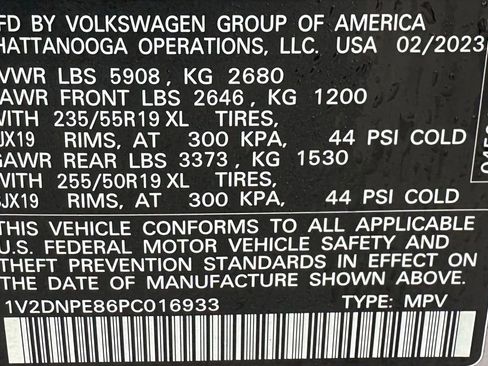 MFD BY VOLKSWAGEN GROUP OF AMERICA
HATTANOOGA OPERATIONS, LLC. USA 02/2023
VWR LBS 5908 , KG 2680
AWR FRONT LBS 2646 , KG 1200
WITH 235/55R19 XL TIRES,
JX19 RIMS, AT 300 KPA, 44 PSI COLD
GAWR REAR LBS 3373 , KG 1530
WITH 255/50R19 XL TIRES,
JX19 RIMS, AT 300 KPA, 44 PSI COLD
THIS VEHICLE CONFORMS TO ALL APPLICABLE
U.S. FEDERAL MOTOR VEHICLE SAFETY AND
THEFT PREVENTION STANDARDS IN EFFECT ON
DATE OF MANUFACTURE SHOWN ABOVE.
1V2DNPE86PC016933 TYPE: MPV